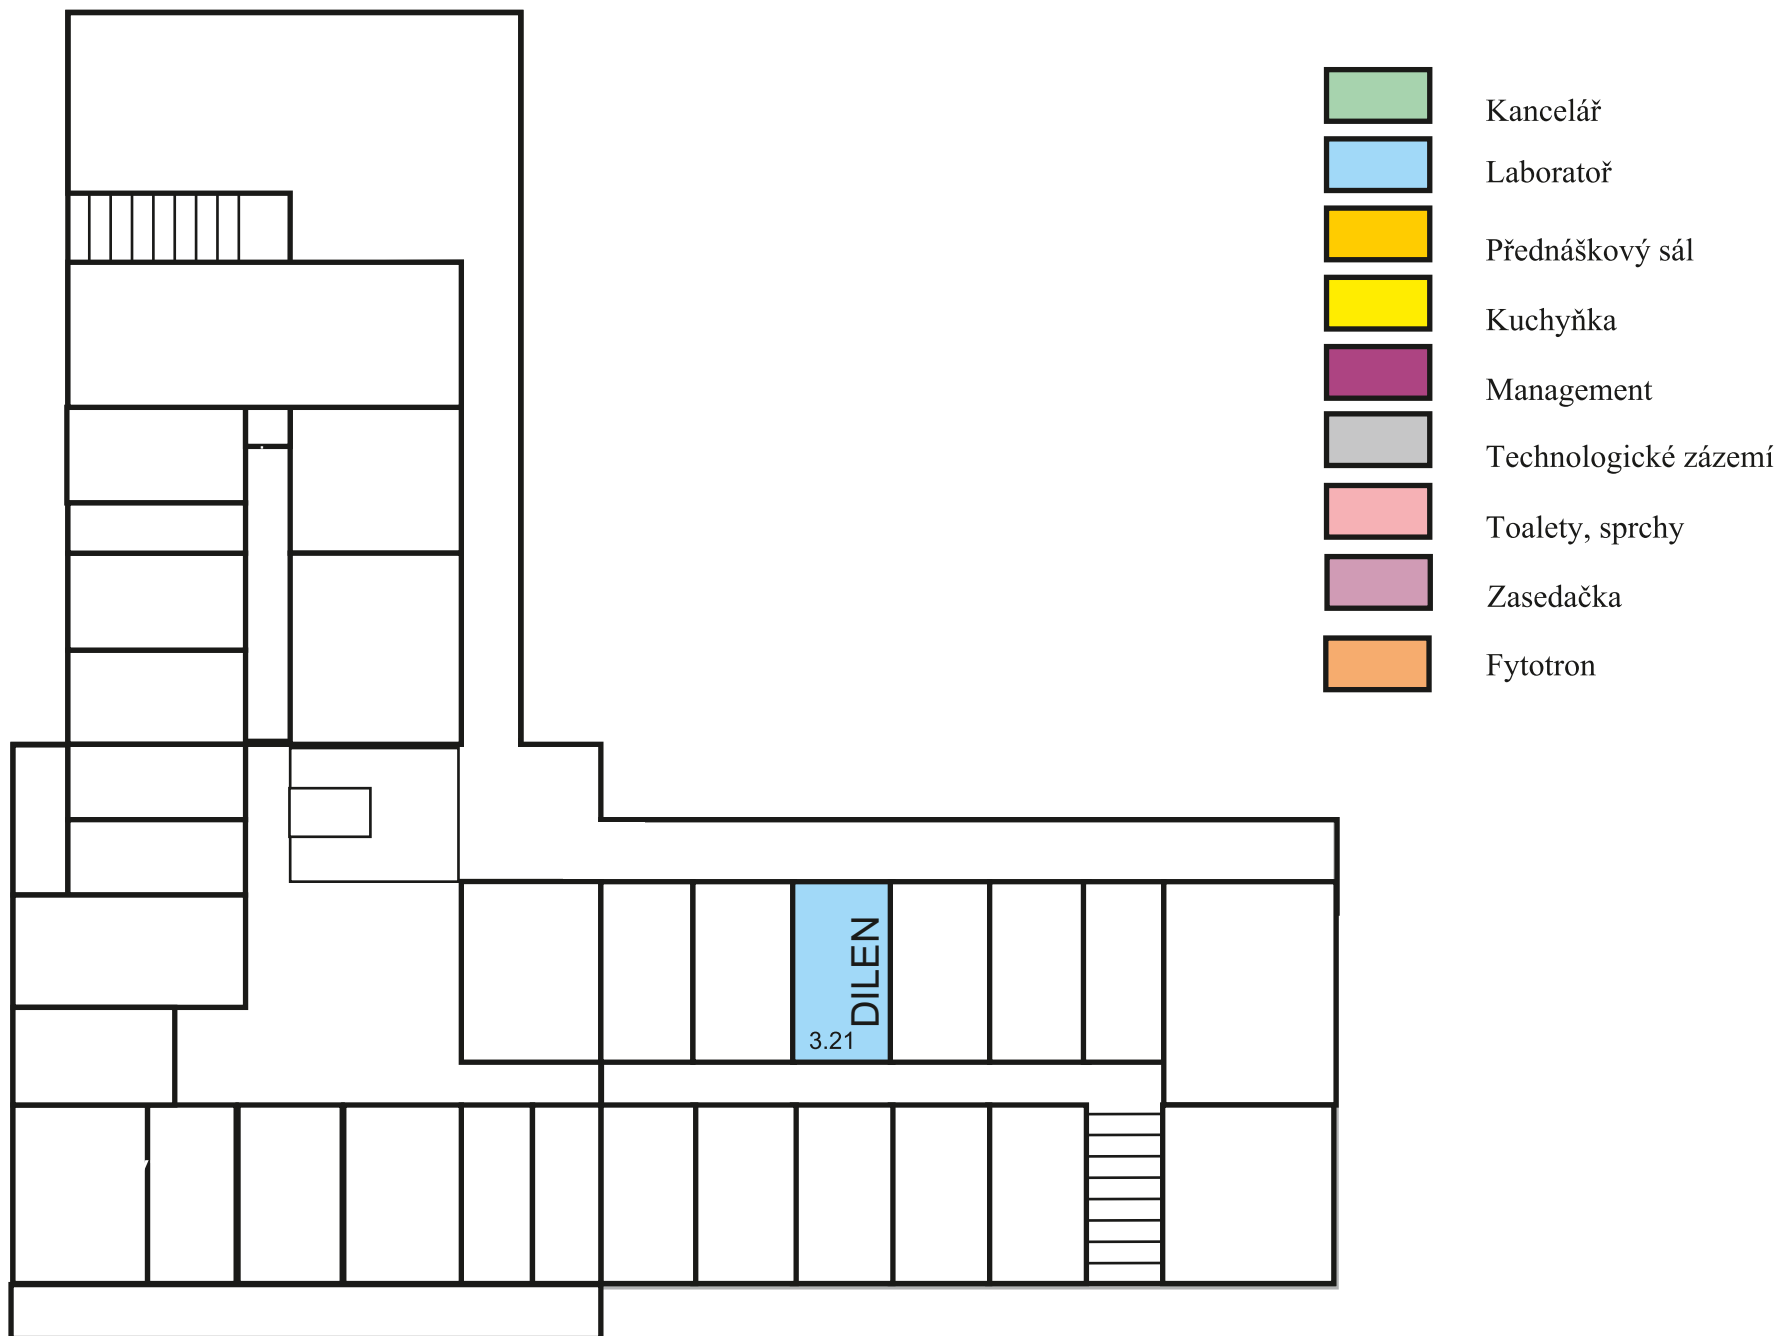 Kancelář
Laboratoř
Přednáškový sál
Kuchyňka
Management
Technologické zázemí
Toalety, sprchy
Zasedačka
Fytotron
DILEN
3.21